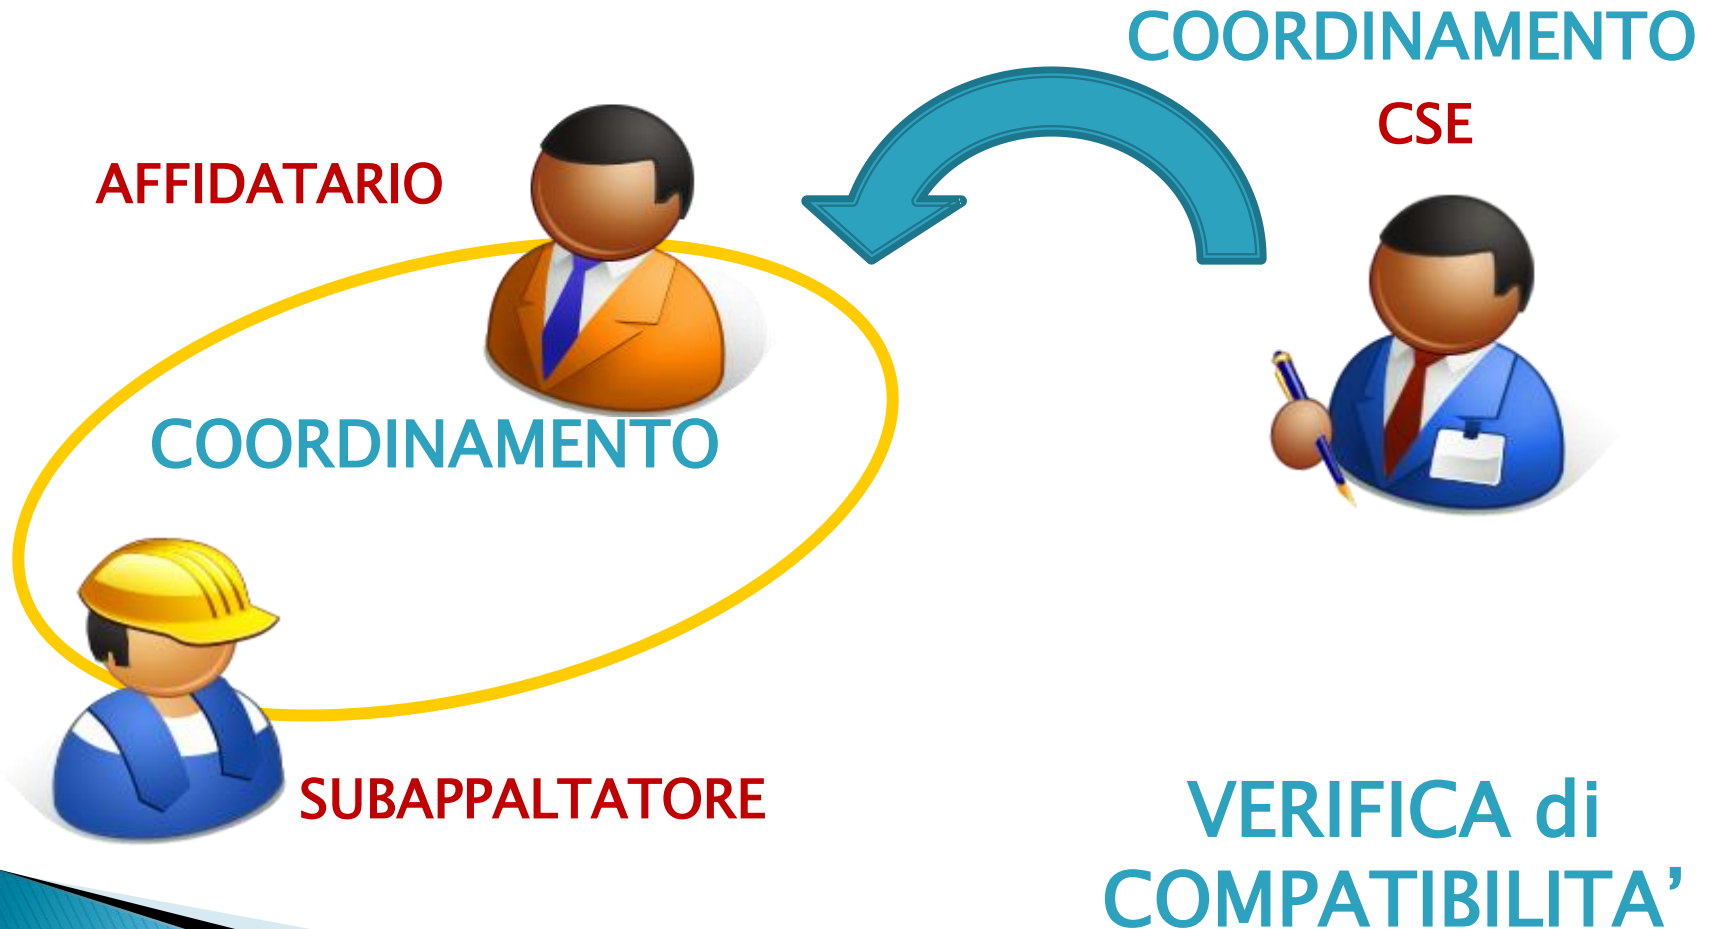 COORDINAMENTO
CSE
AFFIDATARIO
COORDINAMENTO
SUBAPPALTATORE
VERIFICA di
COMPATIBILITA’